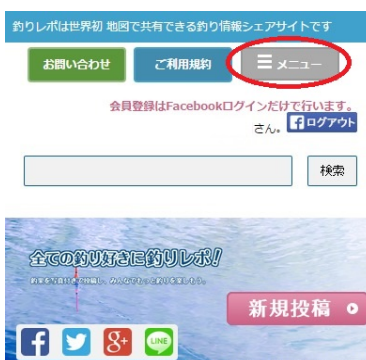 釣りレポは世界初 地図で共有できる釣り情報シェアサイトです
お問い合わせ ご利用規約 メニュー
会員登録はFacebookログインだけで行います。
さん。 ログアウト
検索
全ての釣り好きに釣りレポ!
新規投稿
LINE